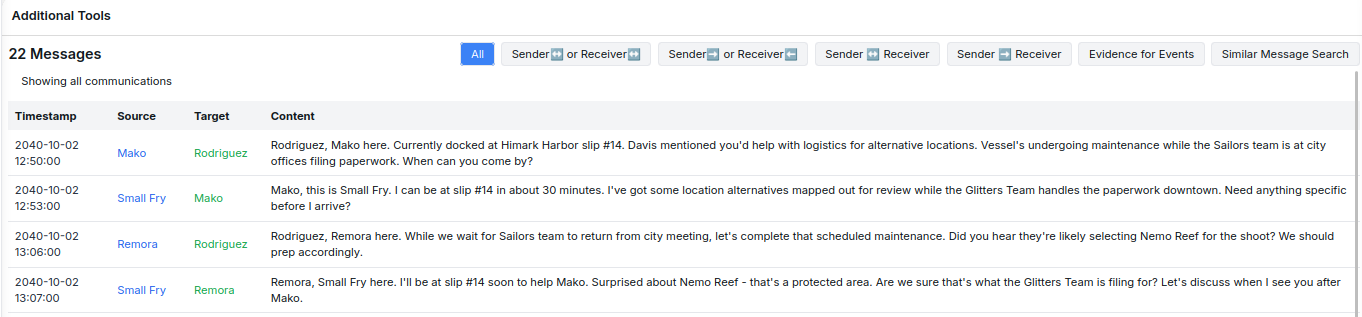 Additional Tools
22 Messages
All
Sender↔ or Receiver↔
Sender➡ or Receiver⬅
Sender ↔ Receiver
Sender ➡ Receiver
Evidence for Events
Similar Message Search
Showing all communications
Timestamp Source Target Content
2040-10-02 12:50:00 Mako Rodriguez Rodriguez, Mako here. Currently docked at Himark Harbor slip #14. Davis mentioned you'd help with logistics for alternative locations. Vessel's undergoing maintenance while the Sailors team is at city
offices filing paperwork. When can you come by?
2040-10-02 12:53:00 Small Fry Mako Mako, this is Small Fry. I can be at slip #14 in about 30 minutes. I've got some location alternatives mapped out for review while the Glitters Team handles the paperwork downtown. Need anything specific
before I arrive?
2040-10-02 13:06:00 Remora Rodriguez Rodriguez, Remora here. While we wait for Sailors team to return from city meeting, let's complete that scheduled maintenance. Did you hear they're likely selecting Nemo Reef for the shoot? We should
prep accordingly.
2040-10-02 13:07:00 Small Fry Remora Remora, Small Fry here. I'll be at slip #14 soon to help Mako. Surprised about Nemo Reef - that's a protected area. Are we sure that's what the Glitters Team is filing for? Let's discuss when I see you after
Mako.